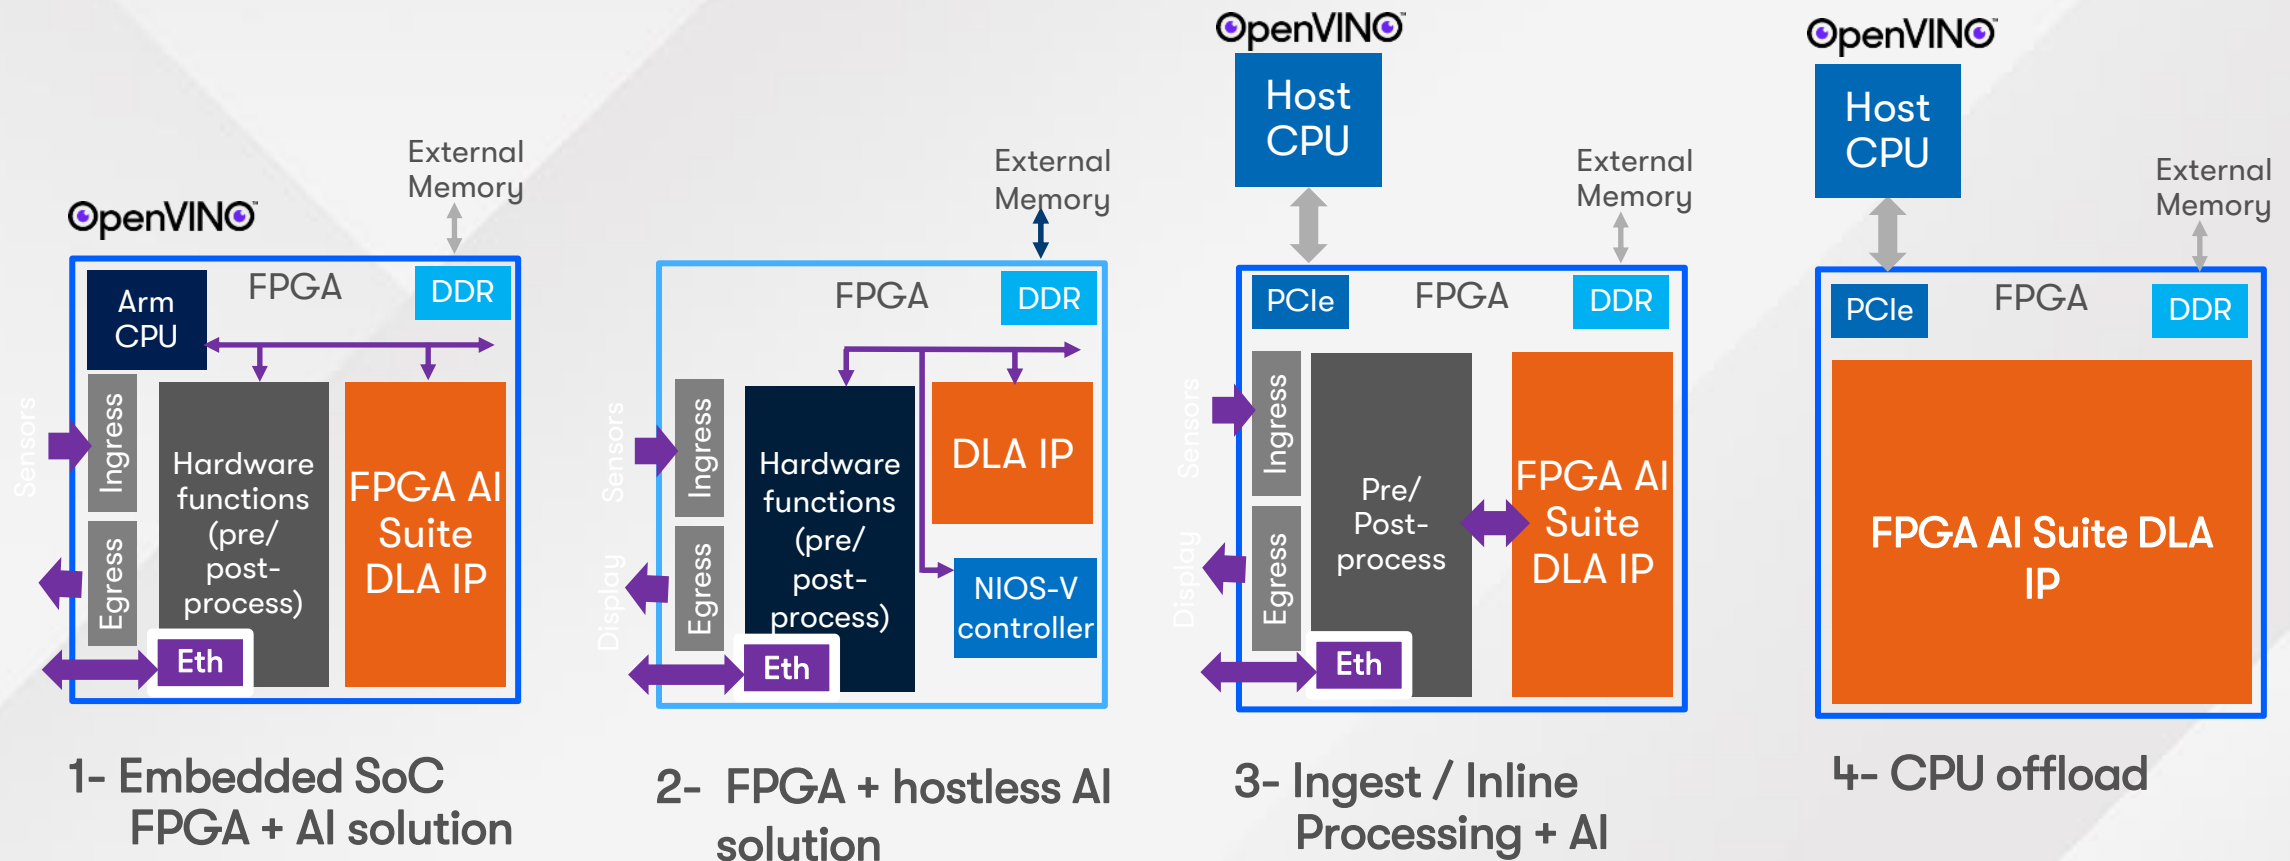 OpenVINO™
External
Memory
FPGA
Arm
CPU
DDR
Sensors
Ingress
Egress
Hardware
functions
(pre/
post-
process)
FPGA AI
Suite
DLA IP
Eth
1- Embedded SoC
FPGA + AI solution
External
Memory
FPGA
DDR
Sensors
Display
Ingress
Egress
Hardware
functions
(pre/
post-
process)
DLA IP
NIOS-V
controller
Eth
2- FPGA + hostless AI
solution
OpenVINO™
Host
CPU
External
Memory
PCIe
FPGA
DDR
Sensors
Display
Ingress
Egress
Pre/
Post-
process
FPGA AI
Suite
DLA IP
Eth
3- Ingest / Inline
Processing + AI
OpenVINO™
Host
CPU
External
Memory
PCIe
FPGA
DDR
FPGA AI Suite DLA
IP
4- CPU offload